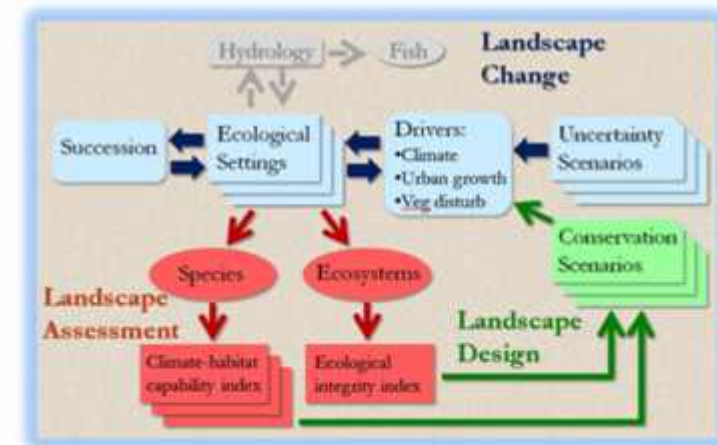 Hydrology
Fish
Landscape
Change
Succession
Ecological
Settings
Drivers:
•Climate
•Urban growth
•Veg disturb
Uncertainty
Scenarios
Conservation
Scenarios
Species
Ecosystems
Landscape
Assessment
Climate-habitat
capability index
Ecological
integrity index
Landscape
Design